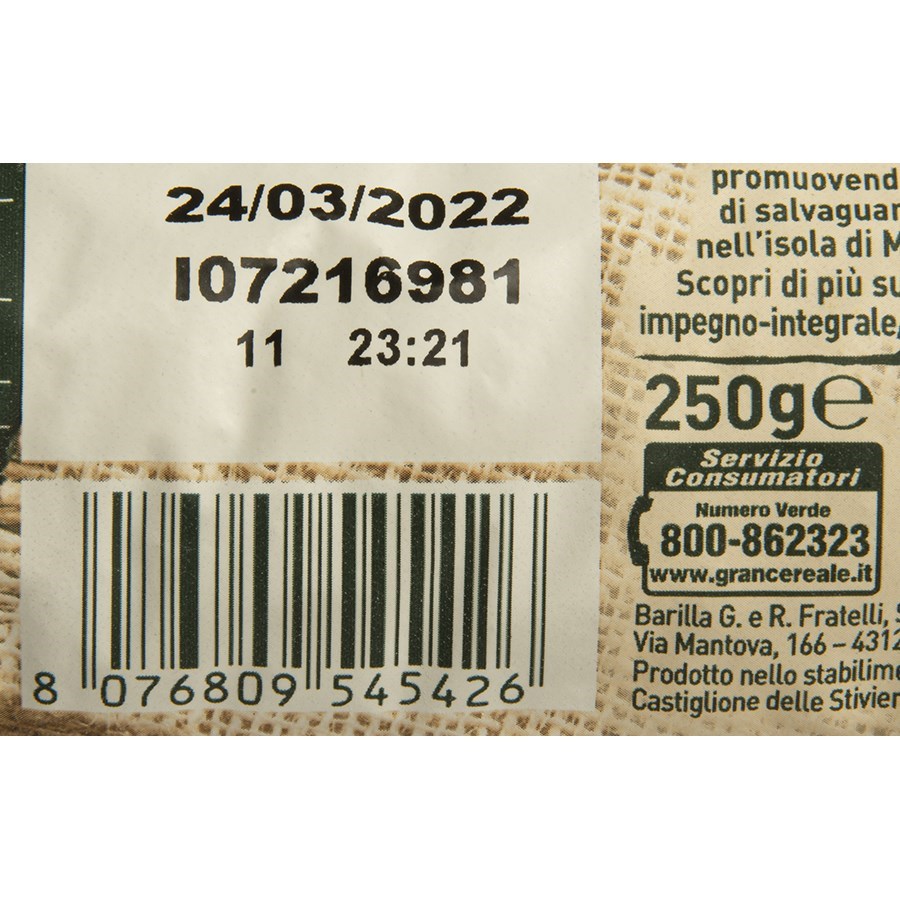 24/03/2022
I07216981
11 23:21
8 076809 545426
promuovend
di salvaguar
nell'isola di M
Scopri di più su
impegno-integrale,
250g℮
Servizio
Consumatori
Numero Verde
800-862323
www.grancereale.it
Barilla G. e R. Fratelli, S
Via Mantova, 166 – 4312
Prodotto nello stabilime
Castiglione delle Stivier